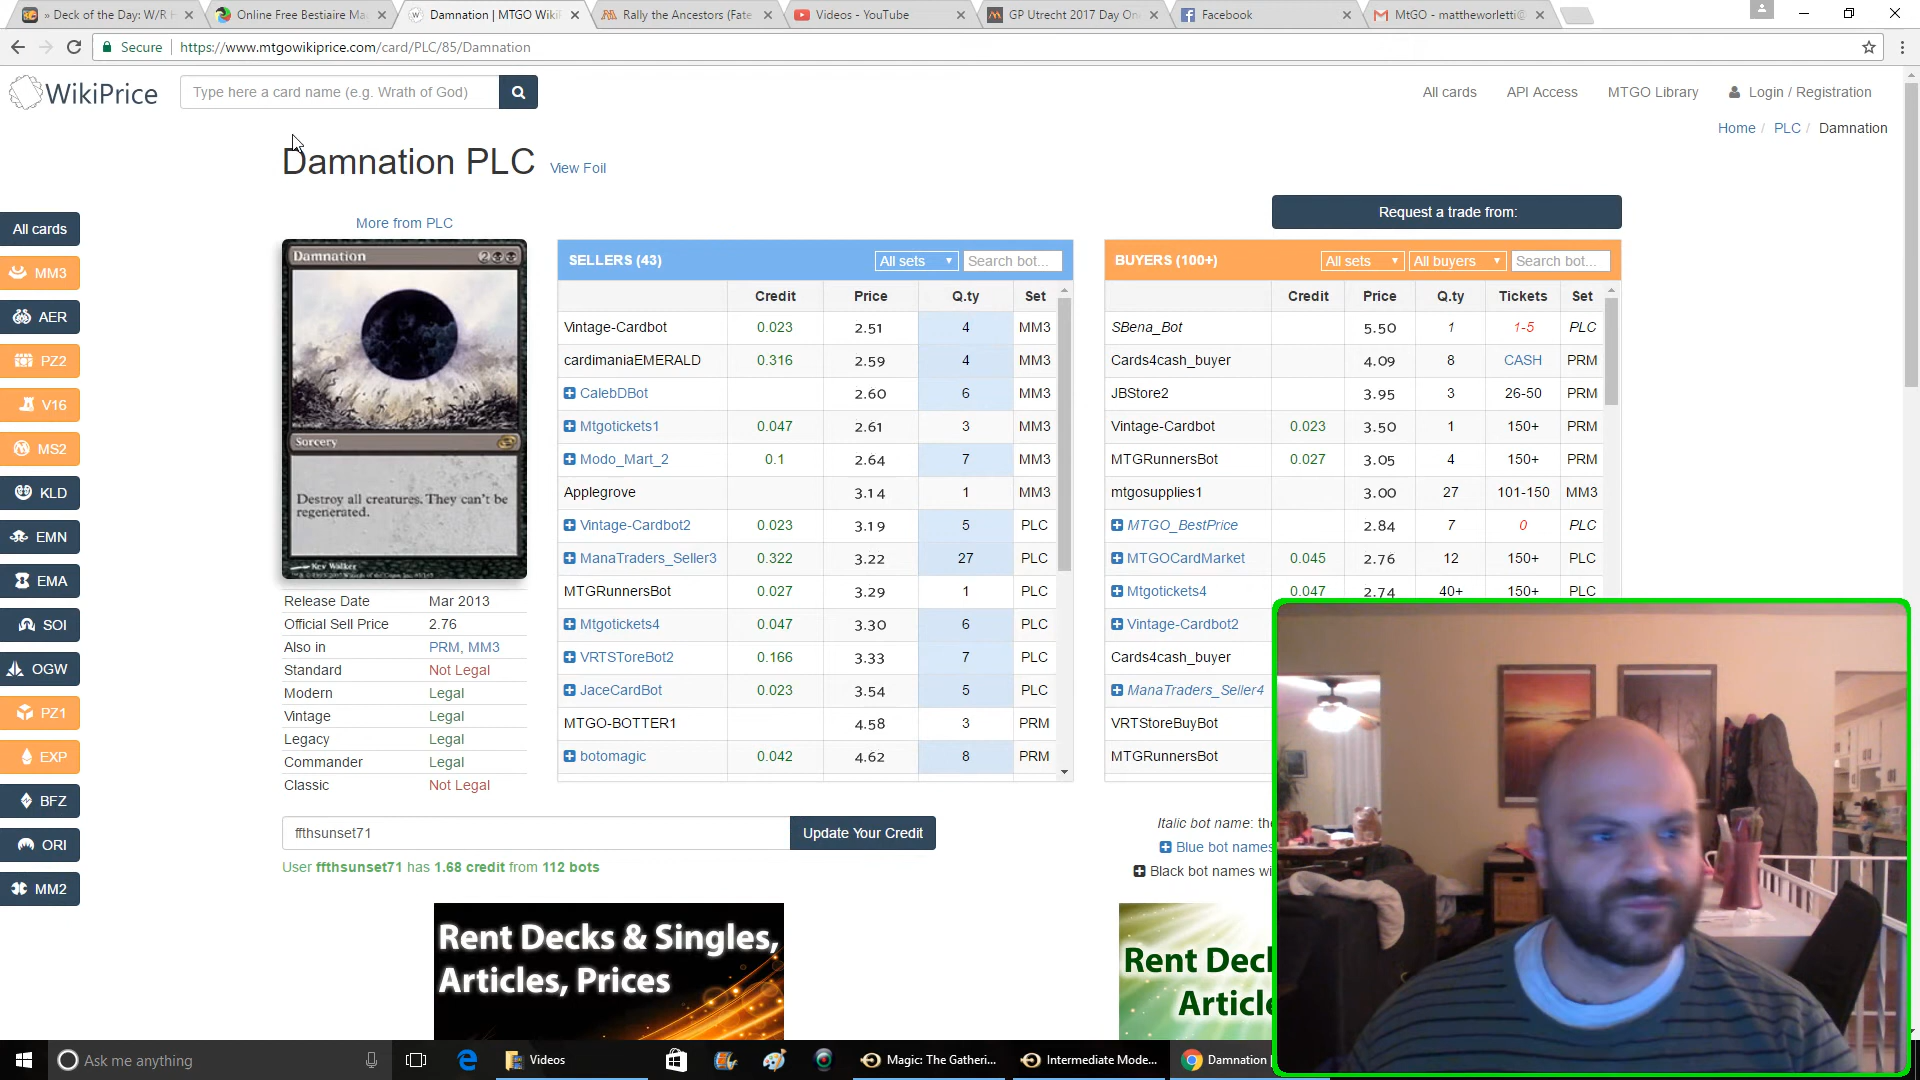 » Deck of the Day: W/R H
Online Free Bestiaire Ma
Damnation | MTGO Wiki
Rally the Ancestors (Fate
Videos - YouTube
GP Utrecht 2017 Day On
Facebook
MtGO - mattheworletti@
Secure
https://www.mtgowikiprice.com/card/PLC/85/Damnation
WikiPrice
Type here a card name (e.g. Wrath of God)
All cards API Access MTGO Library Login / Registration
Home / PLC / Damnation
Damnation PLC View Foil
Request a trade from:
All cards
MM3
AER
PZ2
V16
MS2
KLD
EMN
EMA
SOI
OGW
PZ1
EXP
BFZ
ORI
MM2
More from PLC
Damnation 2
Sorcery
Destroy all creatures. They can't be
regenerated.
Kev Walker
Release Date Mar 2013
Official Sell Price 2.76
Also in PRM, MM3
Standard Not Legal
Modern Legal
Vintage Legal
Legacy Legal
Commander Legal
Classic Not Legal
SELLERS (43) All sets Search bot...
Credit Price Q.ty Set
Vintage-Cardbot 0.023 2.51 4 MM3
cardimaniaEMERALD 0.316 2.59 4 MM3
CalebDBot 2.60 6 MM3
Mtgotickets1 0.047 2.61 3 MM3
Modo_Mart_2 0.1 2.64 7 MM3
Applegrove 3.14 1 MM3
Vintage-Cardbot2 0.023 3.19 5 PLC
ManaTraders_Seller3 0.322 3.22 27 PLC
MTGRunnersBot 0.027 3.29 1 PLC
Mtgotickets4 0.047 3.30 6 PLC
VRTSToreBot2 0.166 3.33 7 PLC
JaceCardBot 0.023 3.54 5 PLC
MTGO-BOTTER1 4.58 3 PRM
botomagic 0.042 4.62 8 PRM
BUYERS (100+) All sets All buyers Search bot...
Credit Price Q.ty Tickets Set
SBena_Bot 5.50 1 1-5 PLC
Cards4cash_buyer 4.09 8 CASH PRM
JBStore2 3.95 3 26-50 PRM
Vintage-Cardbot 0.023 3.50 1 150+ PRM
MTGRunnersBot 0.027 3.05 4 150+ PRM
mtgosupplies1 3.00 27 101-150 MM3
MTGO_BestPrice 2.84 7 0 PLC
MTGOCardMarket 0.045 2.76 12 150+ PLC
Mtgotickets4 0.047 2.74 40+ 150+ PLC
Vintage-Cardbot2
Cards4cash_buyer
ManaTraders_Seller4
VRTStoreBuyBot
MTGRunnersBot
ffthsunset71 Update Your Credit
User ffthsunset71 has 1.68 credit from 112 bots
Italic bot name: the
Blue bot names
Black bot names wi
Rent Decks & Singles,
Articles, Prices
Rent Decl
Article
Ask me anything
Videos
Magic: The Gatheri...
Intermediate Mode...
Damnation |